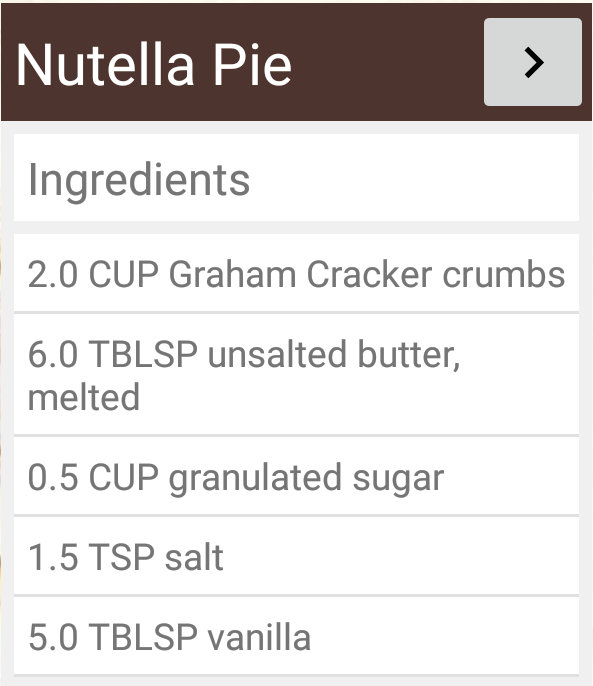 Nutella Pie
Ingredients
2.0 CUP Graham Cracker crumbs
6.0 TBLSP unsalted butter,
melted
0.5 CUP granulated sugar
1.5 TSP salt
5.0 TBLSP vanilla